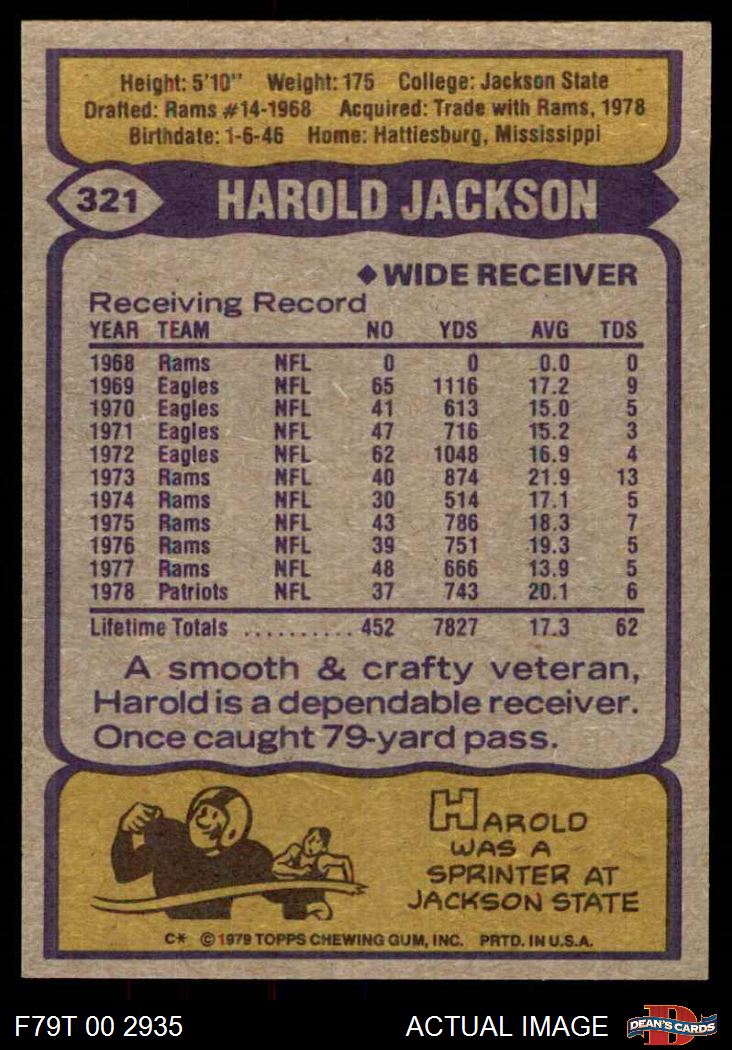 Height: 5'10" Weight: 175 College: Jackson State
Drafted: Rams #14-1968 Acquired: Trade with Rams, 1978
Birthdate: 1-6-46 Home: Hattiesburg, Mississippi
321 HAROLD JACKSON
◆ WIDE RECEIVER
Receiving Record
YEAR TEAM NO YDS AVG TDS
1968 Rams NFL 0 0 0.0 0
1969 Eagles NFL 65 1116 17.2 9
1970 Eagles NFL 41 613 15.0 5
1971 Eagles NFL 47 716 15.2 3
1972 Eagles NFL 62 1048 16.9 4
1973 Rams NFL 40 874 21.9 13
1974 Rams NFL 30 514 17.1 5
1975 Rams NFL 43 786 18.3 7
1976 Rams NFL 39 751 19.3 5
1977 Rams NFL 48 666 13.9 5
1978 Patriots NFL 37 743 20.1 6
Lifetime Totals .......... 452 7827 17.3 62
A smooth & crafty veteran,
Harold is a dependable receiver.
Once caught 79-yard pass.
HAROLD
WAS A
SPRINTER AT
JACKSON STATE
C* © 1979 TOPPS CHEWING GUM, INC. PRTD. IN U.S.A.
F79T 00 2935 ACTUAL IMAGE D DEAN'S CARDS